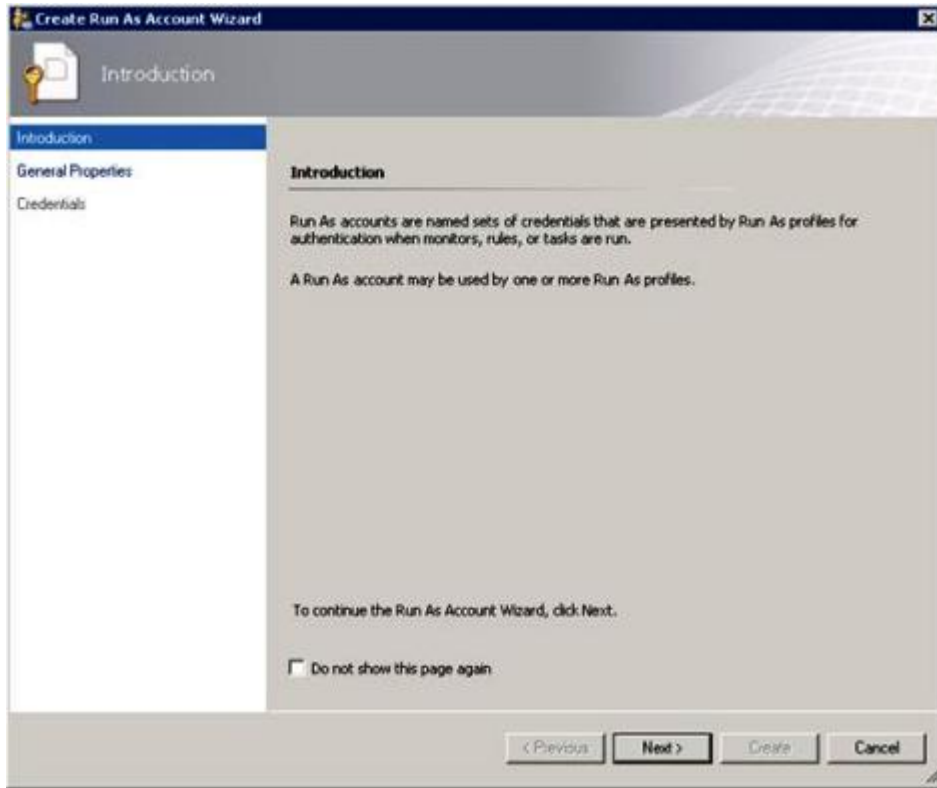 Create Run As Account Wizard
Introduction
Introduction
General Properties
Credentials
Introduction
Run As accounts are named sets of credentials that are presented by Run As profiles for
authentication when monitors, rules, or tasks are run.
A Run As account may be used by one or more Run As profiles.
To continue the Run As Account Wizard, click Next.
Do not show this page again
< Previous
Next >
Create
Cancel